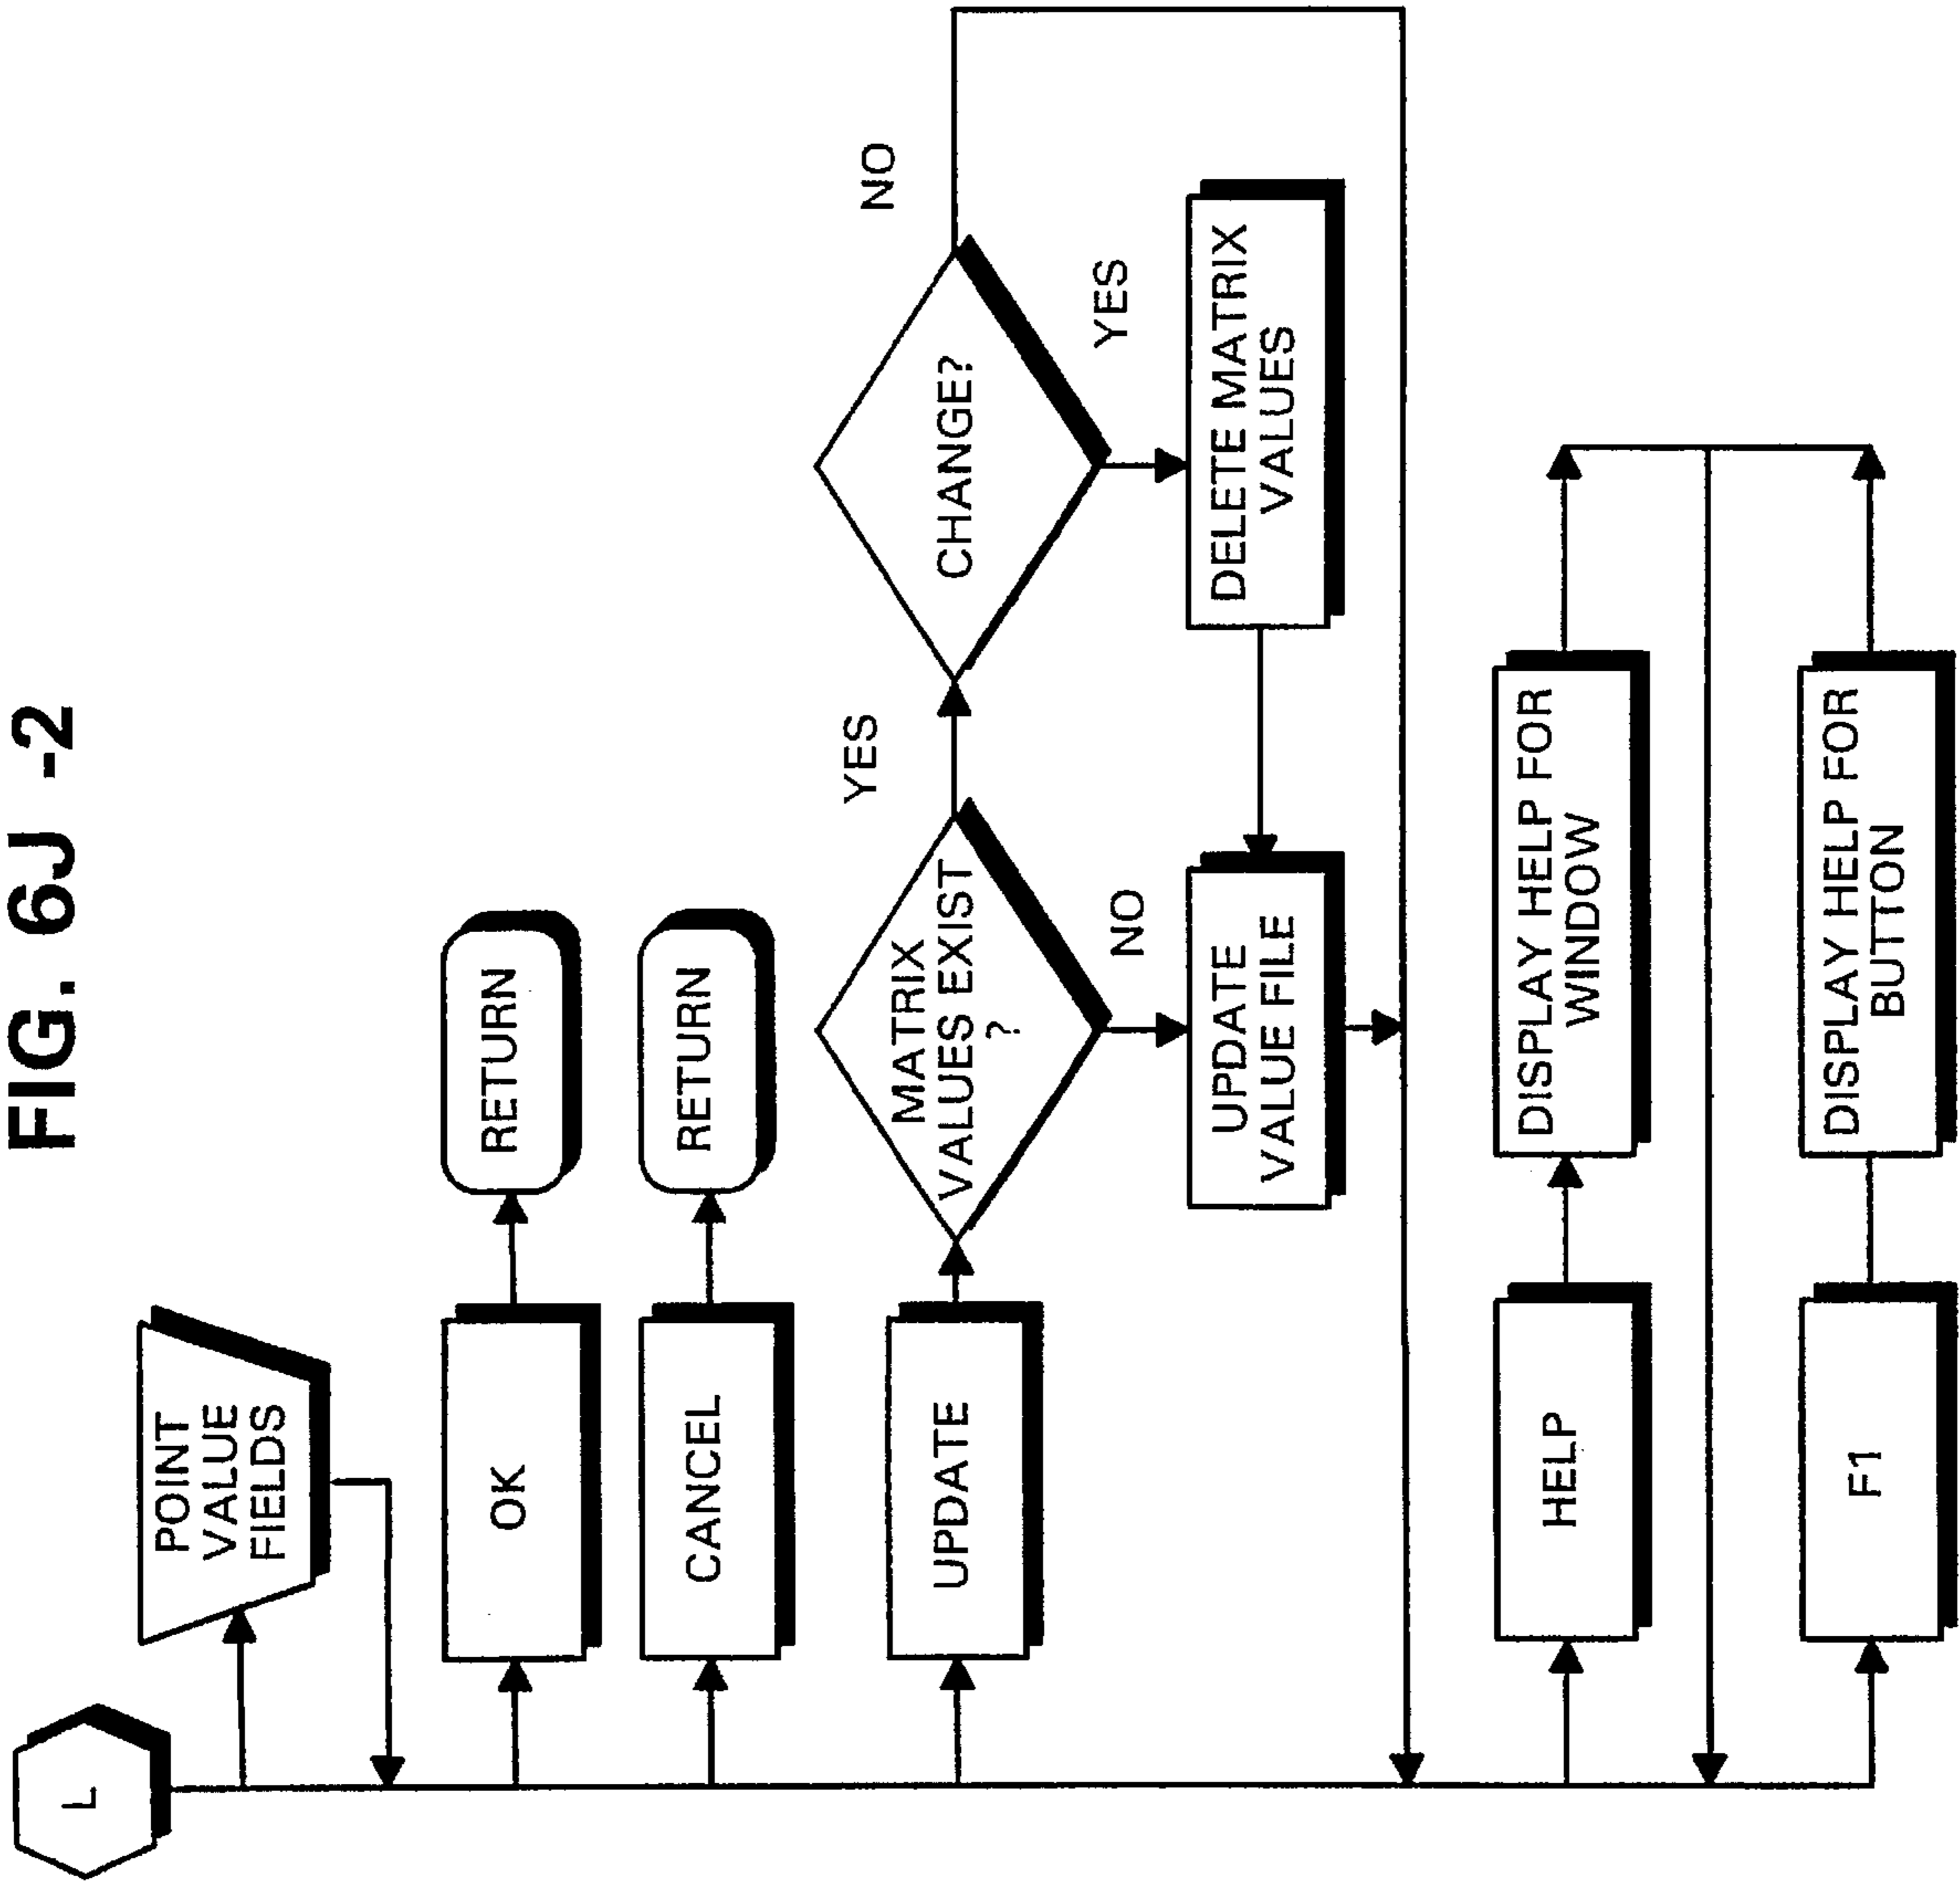 FIG. 6J -2
L
POINT
VALUE
FIELDS
OK
RETURN
CANCEL
RETURN
UPDATE
MATRIX
VALUES EXIST
?
YES
CHANGE?
NO
NO
YES
UPDATE
VALUE FILE
DELETE MATRIX
VALUES
HELP
DISPLAY HELP FOR
WINDOW
F1
DISPLAY HELP FOR
BUTTON